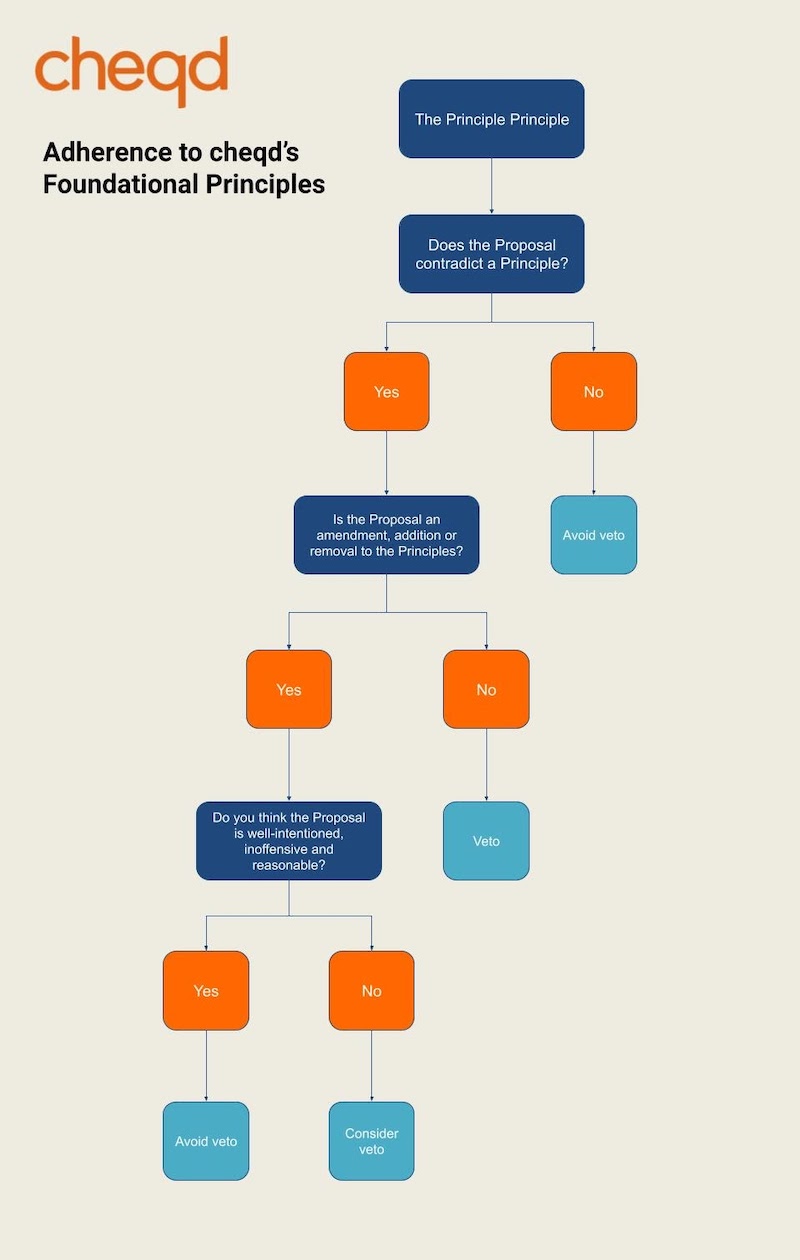 cheqd
Adherence to cheqd's
Foundational Principles
The Principle Principle
Does the Proposal
contradict a Principle?
Yes
No
Is the Proposal an
amendment, addition or
removal to the Principles?
Avoid veto
Yes
No
Do you think the Proposal
is well-intentioned,
inoffensive and
reasonable?
Veto
Yes
No
Avoid veto
Consider
veto